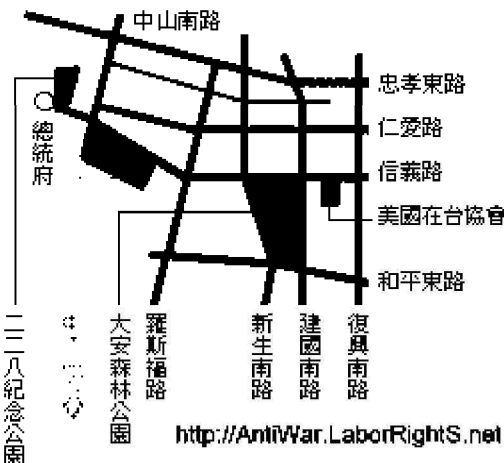 中山南路
忠孝東路
仁愛路
信義路
美國在台協會
和平東路
總統府
二二八紀念公園
大安森林公園
羅斯福路
新生南路
建國南路
復興南路
http://AntiWar.LaborRightS.net